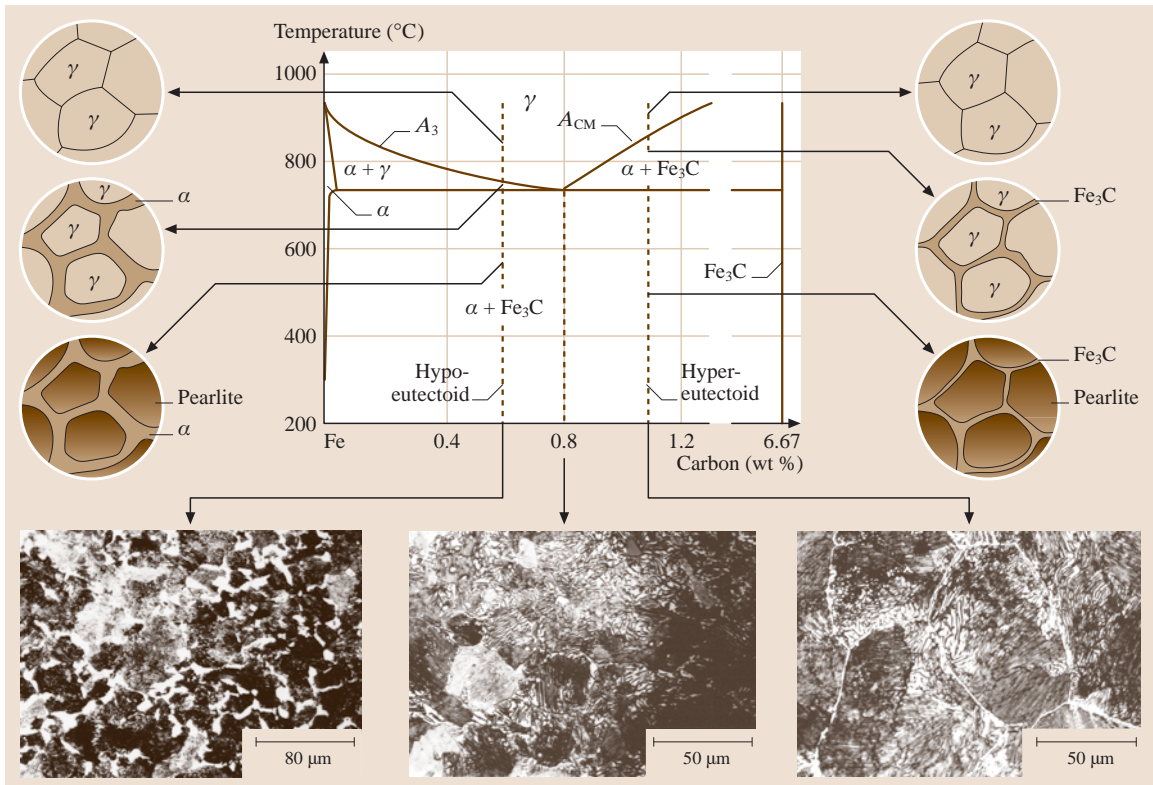 Temperature (°C)
1000
800
600
400
200
Fe
0.4
0.8
1.2
6.67
Carbon (wt %)
γ
A₃
A_CM
α + γ
α + Fe₃C
α
Fe₃C
α + Fe₃C
Hypo-
eutectoid
Hyper-
eutectoid
γ
γ
γ
α
γ
γ
Pearlite
α
γ
γ
γ
Fe₃C
γ
γ
Fe₃C
Pearlite
80 µm
50 µm
50 µm